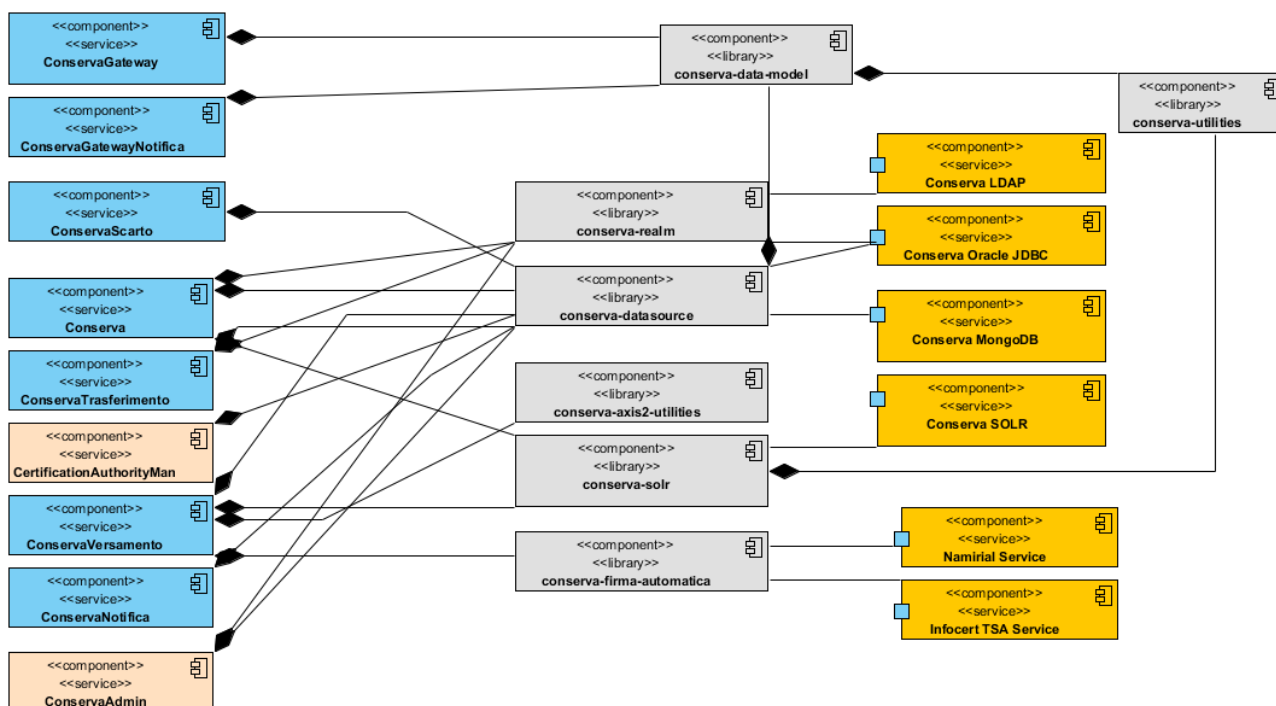 <<component>>
<<service>>
ConservaGateway
<<component>>
<<service>>
ConservaGatewayNotifica
<<component>>
<<service>>
ConservaScarto
<<component>>
<<service>>
Conserva
<<component>>
<<service>>
ConservaTrasferimento
<<component>>
<<service>>
CertificationAuthorityMan
<<component>>
<<service>>
ConservaVersamento
<<component>>
<<service>>
ConservaNotifica
<<component>>
<<service>>
ConservaAdmin
<<component>>
<<library>>
conserva-data-model
<<component>>
<<library>>
conserva-realm
<<component>>
<<library>>
conserva-datasource
<<component>>
<<library>>
conserva-axis2-utilities
<<component>>
<<library>>
conserva-solr
<<component>>
<<library>>
conserva-firma-automatica
<<component>>
<<library>>
conserva-utilities
<<component>>
<<service>>
Conserva LDAP
<<component>>
<<service>>
Conserva Oracle JDBC
<<component>>
<<service>>
Conserva MongoDB
<<component>>
<<service>>
Conserva SOLR
<<component>>
<<service>>
Namirial Service
<<component>>
<<service>>
Infocert TSA Service